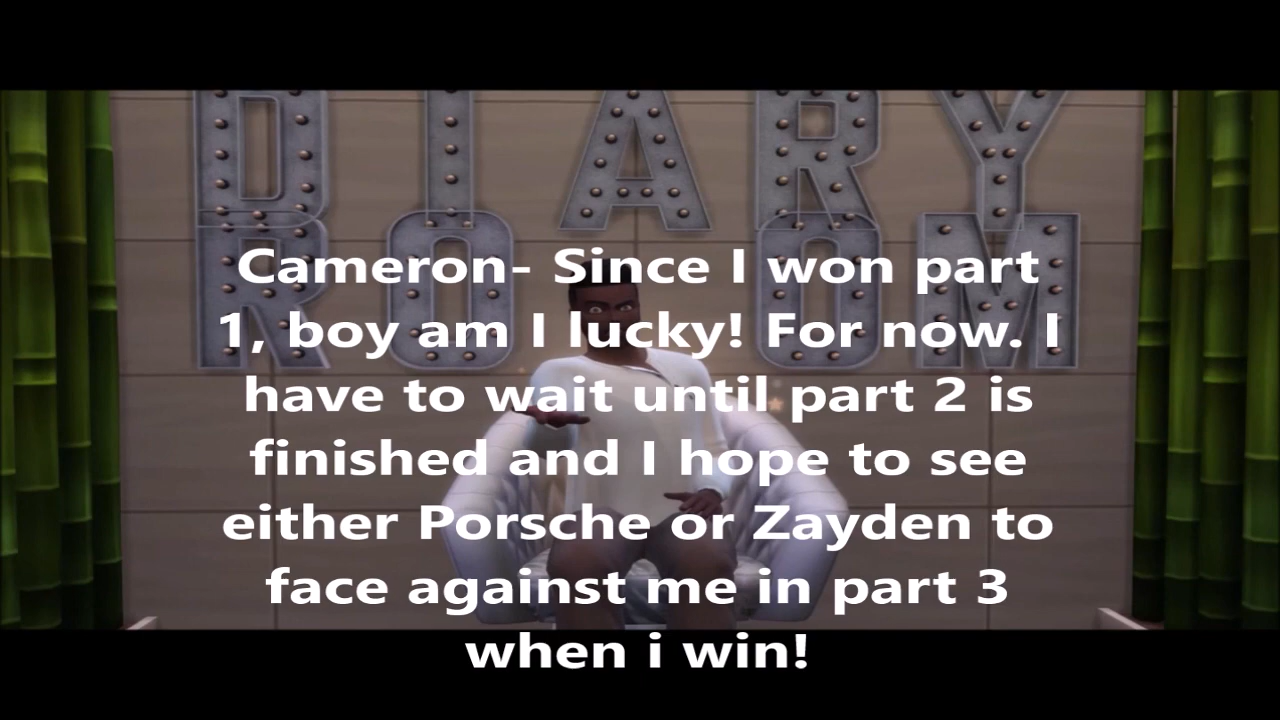 DIARY
ROOM
Cameron- Since I won part
1, boy am I lucky! For now. I
have to wait until part 2 is
finished and I hope to see
either Porsche or Zayden to
face against me in part 3
when i win!